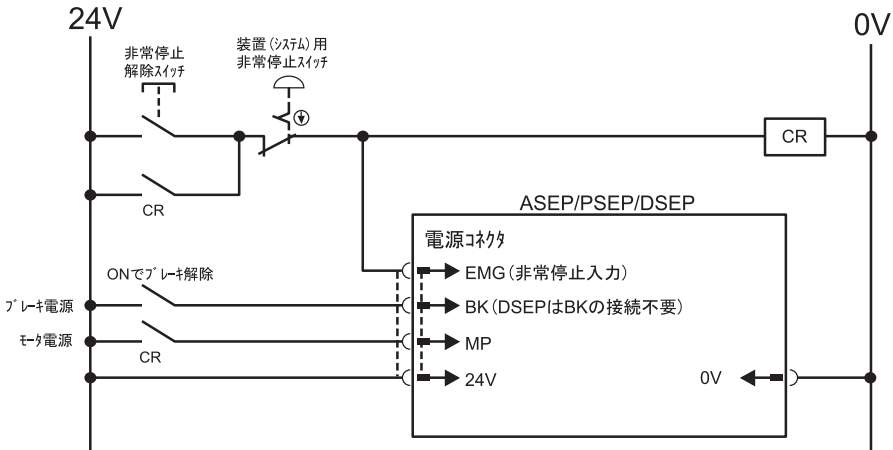 24V
0V
非常停止
解除スイッチ
装置(システム)用
非常停止スイッチ
CR
CR
ASEP/PSEP/DSEP
電源コネクタ
EMG(非常停止入力)
ONでブレーキ解除
ブレーキ電源
BK(DSEPはBKの接続不要)
モータ電源
MP
CR
24V
0V